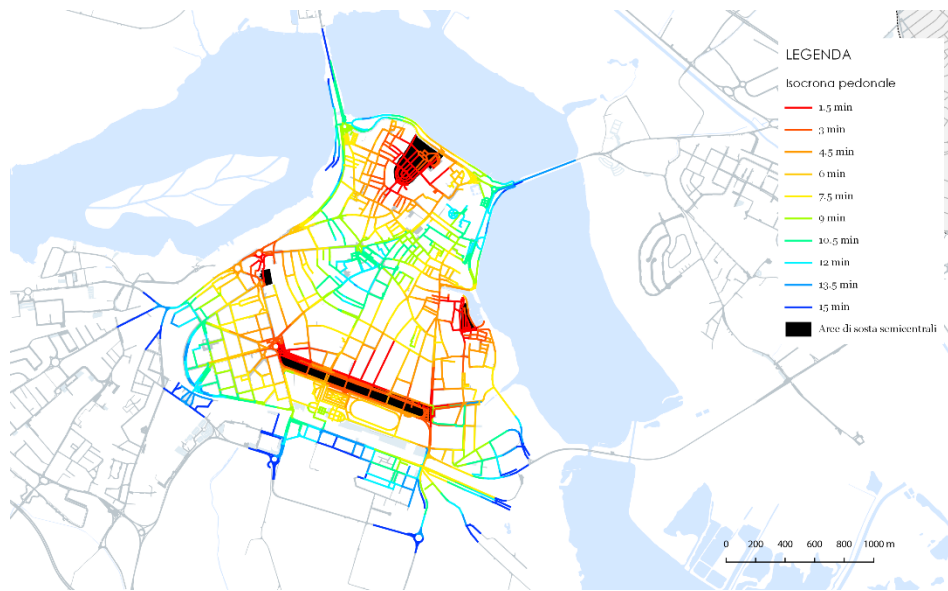 LEGENDA
Isocrona pedonale
1.5 min
3 min
4.5 min
6 min
7.5 min
9 min
10.5 min
12 min
13.5 min
15 min
Aree di sosta semicentrali
0 200 400 600 800 1000 m